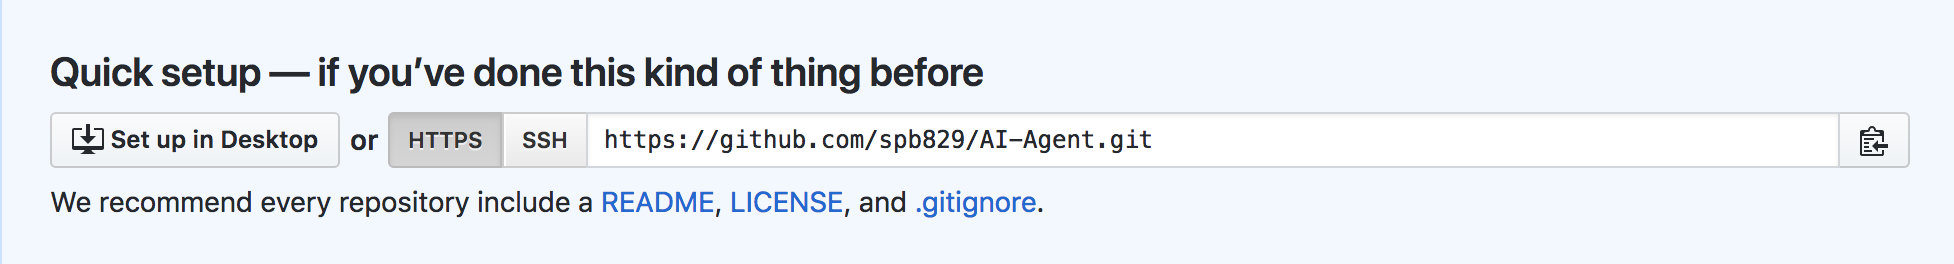 Quick setup — if you’ve done this kind of thing before
Set up in Desktop or HTTPS SSH https://github.com/spb829/AI-Agent.git
We recommend every repository include a README, LICENSE, and .gitignore.